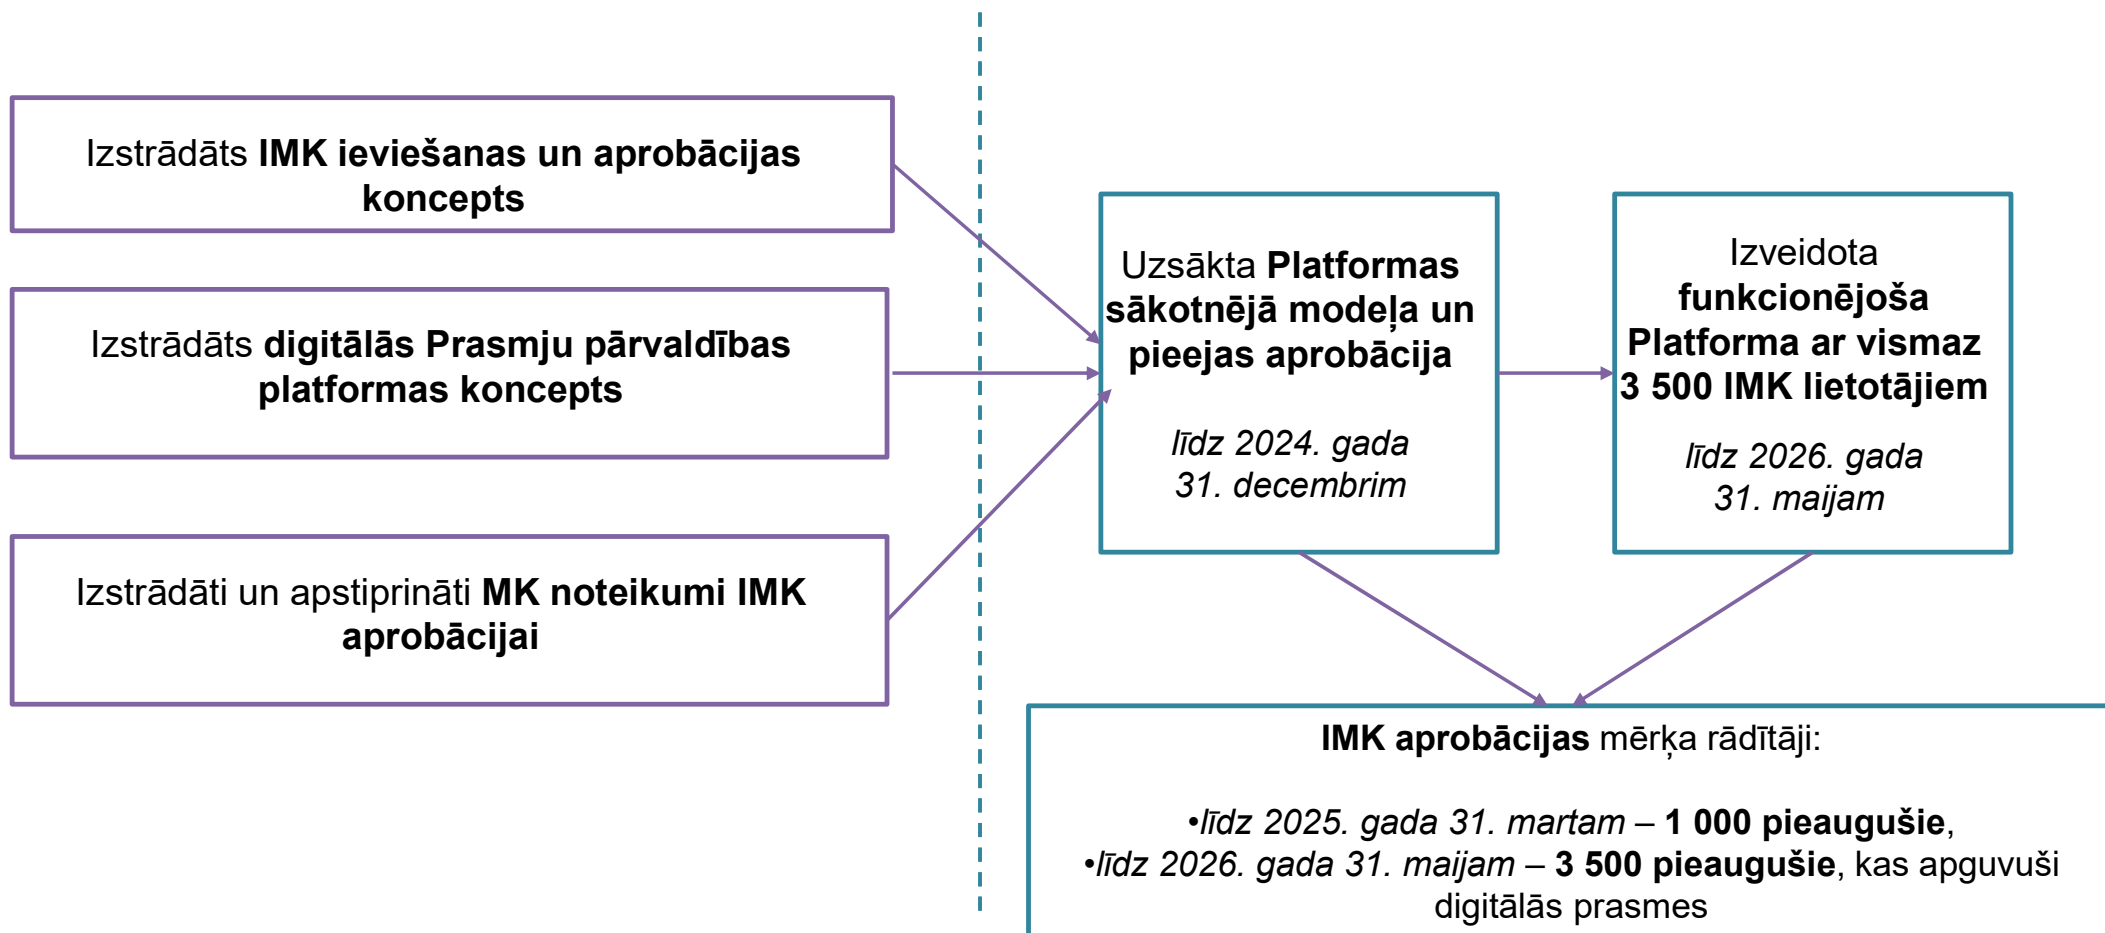 Izstrādāts IMK ieviešanas un aprobācijas
koncepts
Izstrādāts digitālās Prasmju pārvaldības
platformas koncepts
Izstrādāti un apstiprināti MK noteikumi IMK
aprobācijai
Uzsākta Platformas
sākotnējā modeļa un
pieejas aprobācija
līdz 2024. gada
31. decembrim
Izveidota
funkcionējoša
Platforma ar vismaz
3 500 IMK lietotājiem
līdz 2026. gada
31. maijam
IMK aprobācijas mērķa rādītāji:
•līdz 2025. gada 31. martam – 1 000 pieaugušie,
•līdz 2026. gada 31. maijam – 3 500 pieaugušie, kas apguvuši
digitālās prasmes